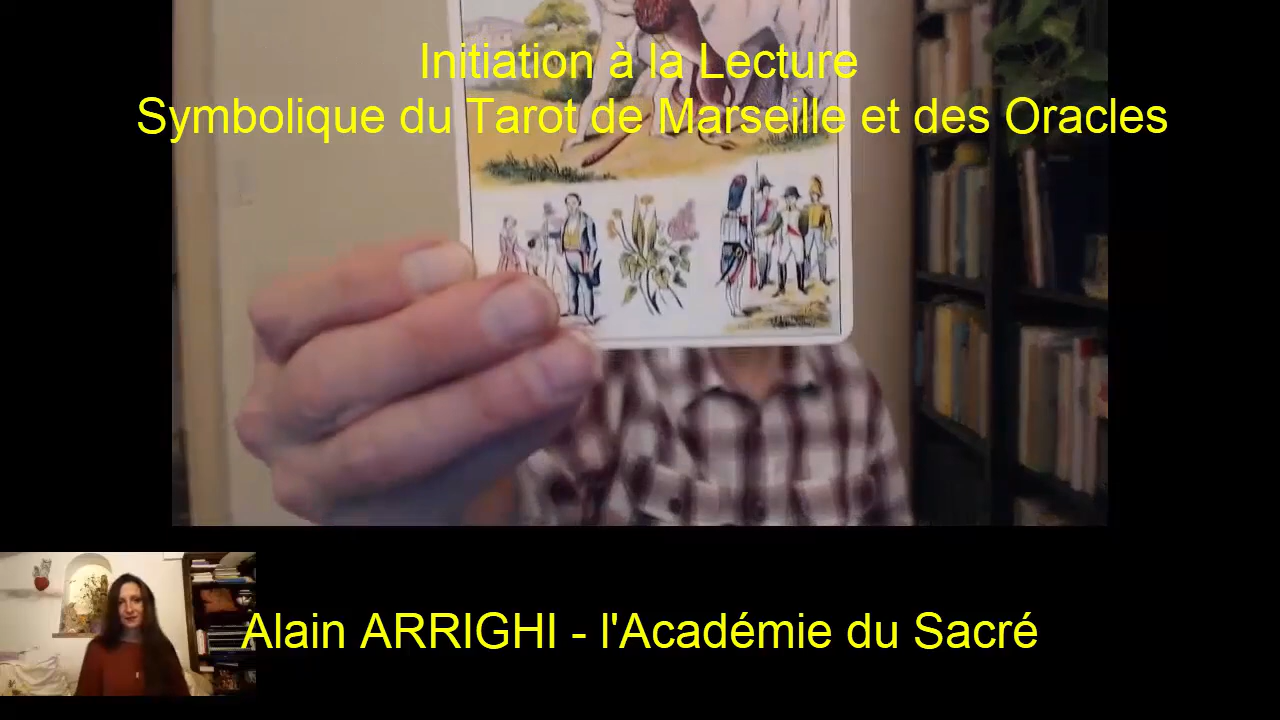 Initiation à la Lecture
Symbolique du Tarot de Marseille et des Oracles
Alain ARRIGHI - l'Académie du Sacré